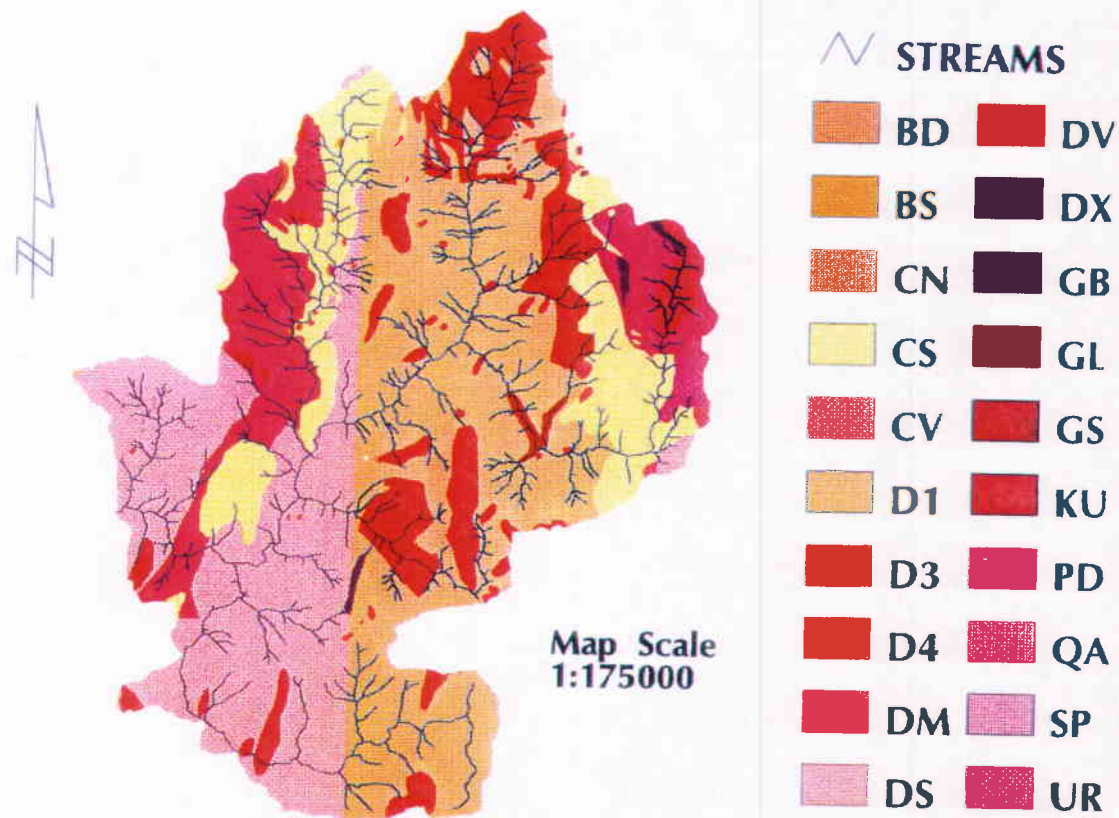 STREAMS
BD DV
BS DX
CN GB
CS GL
CV GS
D1 KU
D3 PD
D4 QA
DM SP
DS UR
Map Scale
1:175000